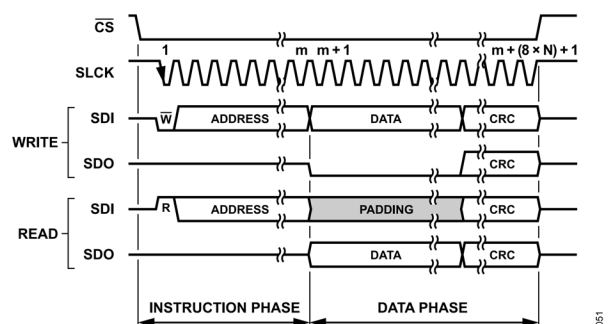 C̅S̅
1 m m + 1 m + (8 × N) + 1
SLCK
SDI W̅ ADDRESS DATA CRC
WRITE
SDO CRC
SDI R ADDRESS PADDING CRC
READ
SDO DATA CRC
INSTRUCTION PHASE DATA PHASE
051